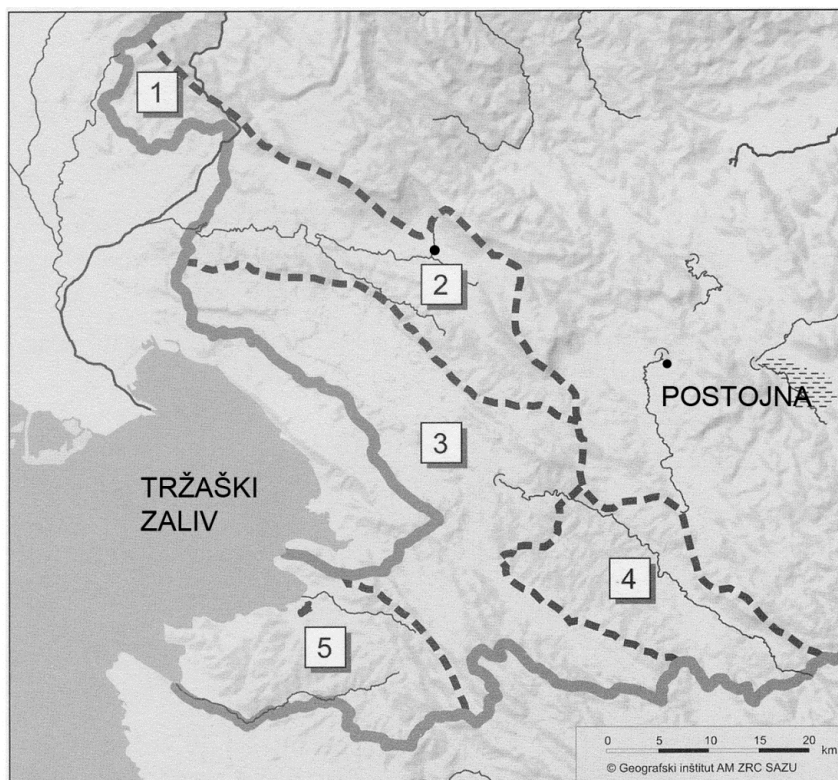 1
2
POSTOJNA
3
TRŽAŠKI
ZALIV
4
5
0 5 10 15 20
km
© Geografski inštitut AM ZRC SAZU